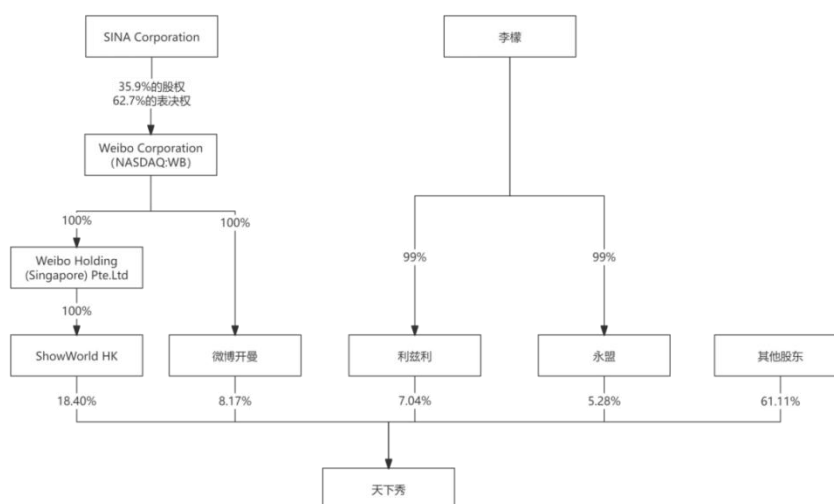 SINA Corporation
李檬
35.9%的股权
62.7%的表决权
Weibo Corporation
(NASDAQ:WB)
100%
100%
Weibo Holding
(Singapore) Pte.Ltd
99%
99%
100%
ShowWorld HK
微博开曼
利兹利
永盟
其他股东
18.40%
8.17%
7.04%
5.28%
61.11%
天下秀